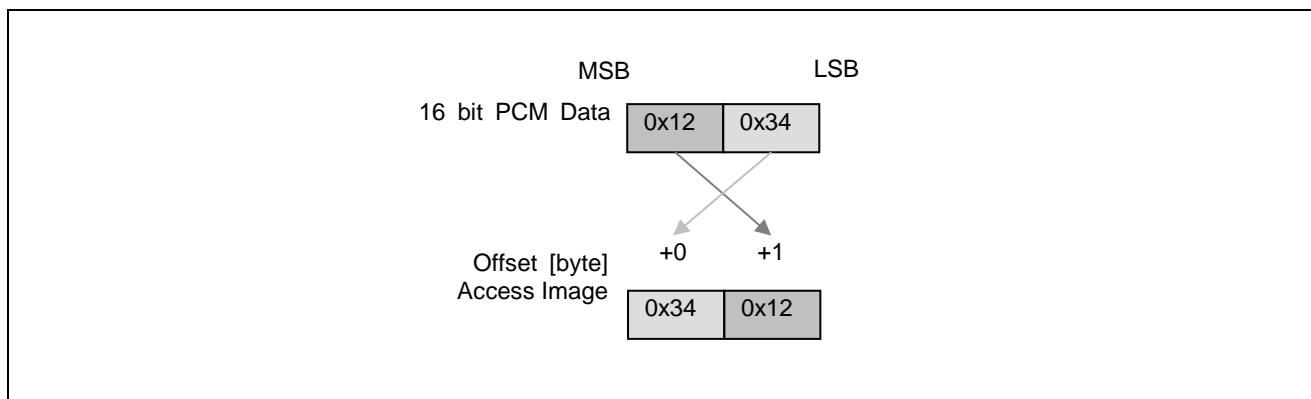 MSB LSB
16 bit PCM Data 0x12 0x34
+0 +1
Offset [byte]
Access Image
0x34 0x12